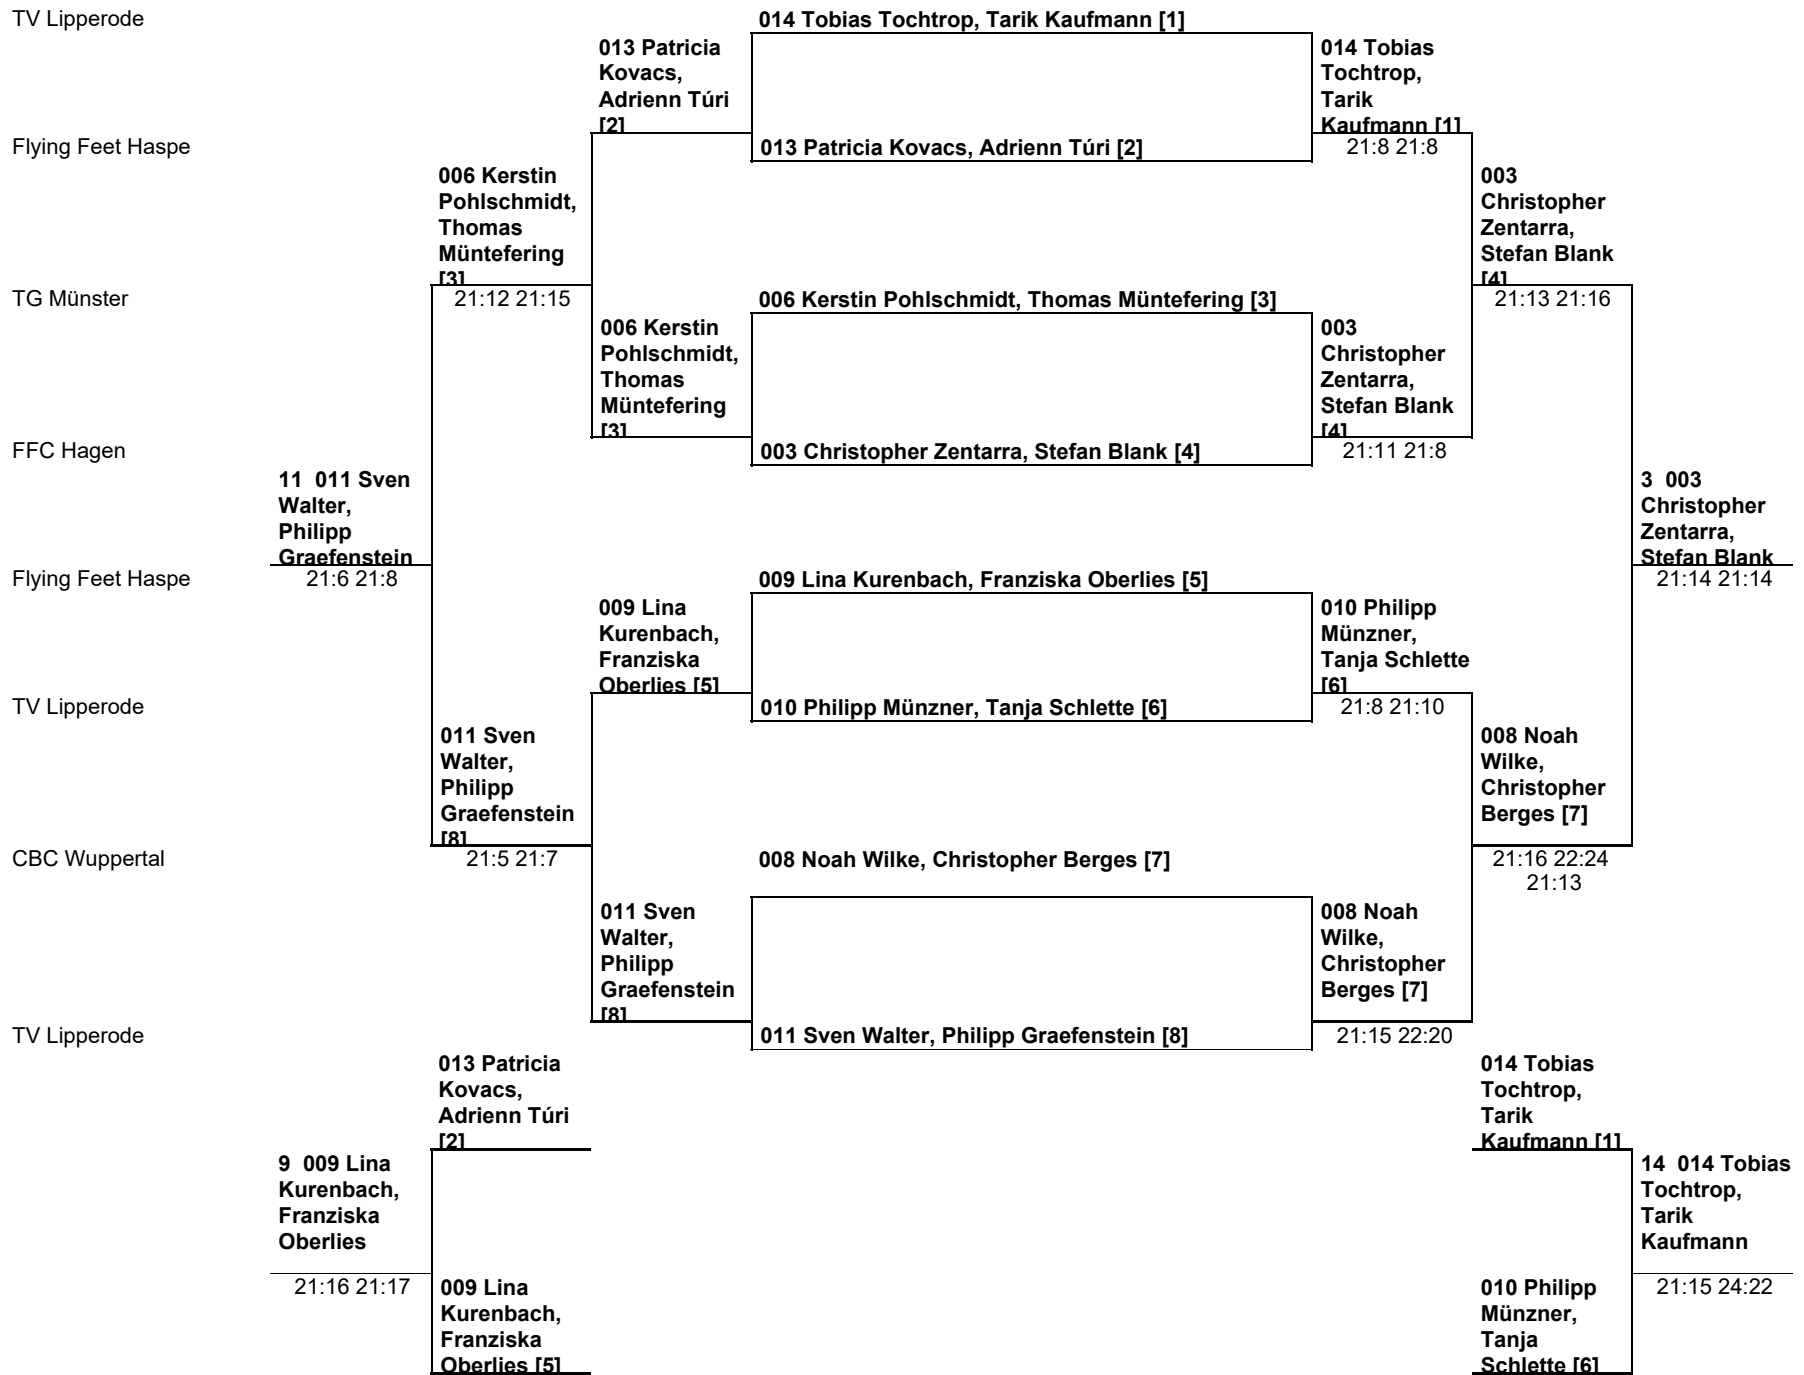 TV Lipperode
014 Tobias Tochtrop, Tarik Kaufmann [1]
013 Patricia
Kovacs,
Adrienn Túri
[2]
014 Tobias
Tochtrop,
Tarik
Kaufmann [1]
Flying Feet Haspe
013 Patricia Kovacs, Adrienn Túri [2]
21:8 21:8
006 Kerstin
Pohlschmidt,
Thomas
Müntefering
[3]
003
Christopher
Zentarra,
Stefan Blank
[4]
TG Münster
21:12 21:15
006 Kerstin Pohlschmidt, Thomas Müntefering [3]
21:13 21:16
006 Kerstin
Pohlschmidt,
Thomas
Müntefering
[3]
003
Christopher
Zentarra,
Stefan Blank
[4]
FFC Hagen
003 Christopher Zentarra, Stefan Blank [4]
21:11 21:8
11 011 Sven
Walter,
Philipp
Graefenstein
3 003
Christopher
Zentarra,
Stefan Blank
Flying Feet Haspe
21:6 21:8
009 Lina Kurenbach, Franziska Oberlies [5]
21:14 21:14
009 Lina
Kurenbach,
Franziska
Oberlies [5]
010 Philipp
Münzner,
Tanja Schlette
[6]
TV Lipperode
010 Philipp Münzner, Tanja Schlette [6]
21:8 21:10
011 Sven
Walter,
Philipp
Graefenstein
[8]
008 Noah
Wilke,
Christopher
Berges [7]
CBC Wuppertal
21:5 21:7
008 Noah Wilke, Christopher Berges [7]
21:16 22:24
21:13
011 Sven
Walter,
Philipp
Graefenstein
[8]
008 Noah
Wilke,
Christopher
Berges [7]
TV Lipperode
011 Sven Walter, Philipp Graefenstein [8]
21:15 22:20
013 Patricia
Kovacs,
Adrienn Túri
[2]
014 Tobias
Tochtrop,
Tarik
Kaufmann [1]
9 009 Lina
Kurenbach,
Franziska
Oberlies
14 014 Tobias
Tochtrop,
Tarik
Kaufmann
21:16 21:17
009 Lina
Kurenbach,
Franziska
Oberlies [5]
010 Philipp
Münzner,
Tanja
Schlette [6]
21:15 24:22